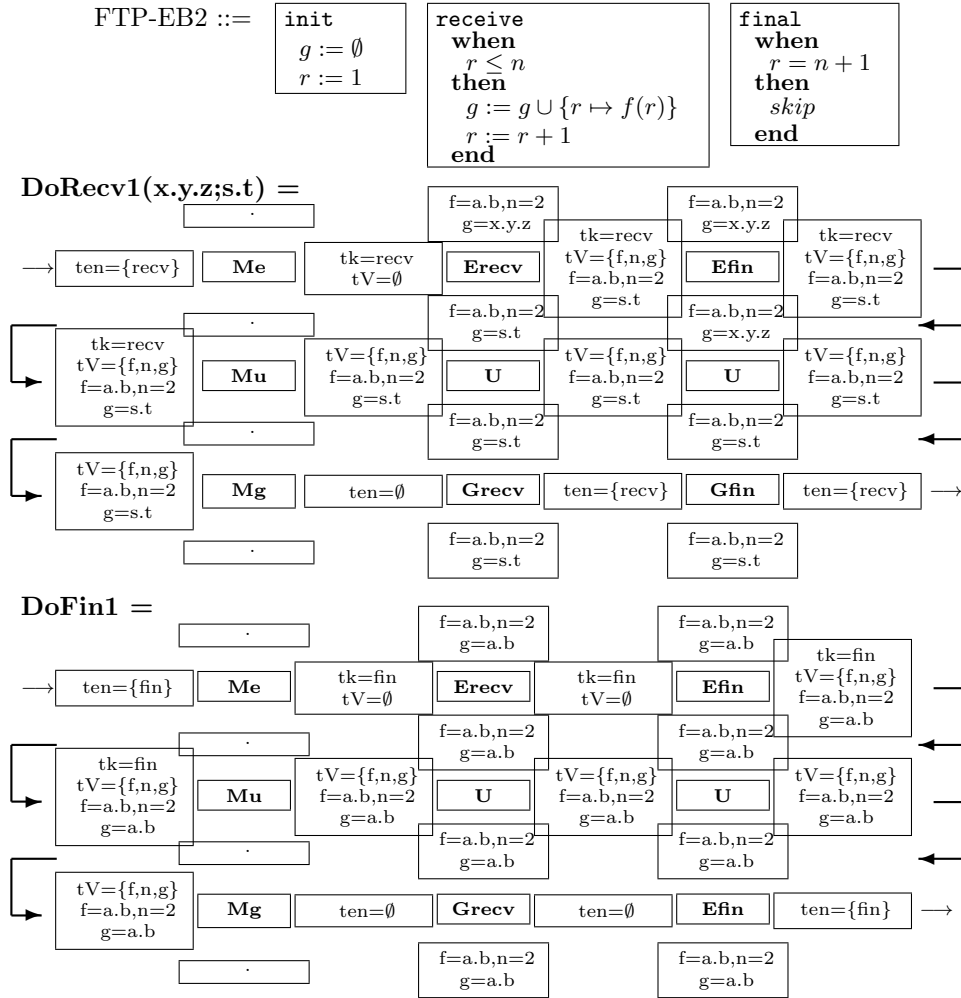 FTP-EB2 ::=
init
g := ∅
r := 1
receive
when
r ≤ n
then
g := g ∪ {r ↦ f(r)}
r := r + 1
end
final
when
r = n + 1
then
skip
end
DoRecv1(x.y.z;s.t) =
.
f=a.b,n=2
g=x.y.z
f=a.b,n=2
g=x.y.z
→
ten={recv}
Me
tk=recv
tV=∅
Erecv
tk=recv
tV={f,n,g}
f=a.b,n=2
g=s.t
Efin
tk=recv
tV={f,n,g}
f=a.b,n=2
g=s.t
.
f=a.b,n=2
g=s.t
f=a.b,n=2
g=x.y.z
tk=recv
tV={f,n,g}
f=a.b,n=2
g=s.t
Mu
tV={f,n,g}
f=a.b,n=2
g=s.t
U
tV={f,n,g}
f=a.b,n=2
g=s.t
U
tV={f,n,g}
f=a.b,n=2
g=s.t
.
f=a.b,n=2
g=s.t
f=a.b,n=2
g=s.t
tV={f,n,g}
f=a.b,n=2
g=s.t
Mg
ten=∅
Grecv
ten={recv}
Gfin
ten={recv}
→
.
f=a.b,n=2
g=s.t
f=a.b,n=2
g=s.t
DoFin1 =
.
f=a.b,n=2
g=a.b
f=a.b,n=2
g=a.b
→
ten={fin}
Me
tk=fin
tV=∅
Erecv
tk=fin
tV=∅
Efin
tk=fin
tV={f,n,g}
f=a.b,n=2
g=a.b
.
f=a.b,n=2
g=a.b
f=a.b,n=2
g=a.b
tk=fin
tV={f,n,g}
f=a.b,n=2
g=a.b
Mu
tV={f,n,g}
f=a.b,n=2
g=a.b
U
tV={f,n,g}
f=a.b,n=2
g=a.b
U
tV={f,n,g}
f=a.b,n=2
g=a.b
.
f=a.b,n=2
g=a.b
f=a.b,n=2
g=a.b
tV={f,n,g}
f=a.b,n=2
g=a.b
Mg
ten=∅
Grecv
ten=∅
Efin
ten={fin}
→
.
f=a.b,n=2
g=a.b
f=a.b,n=2
g=a.b